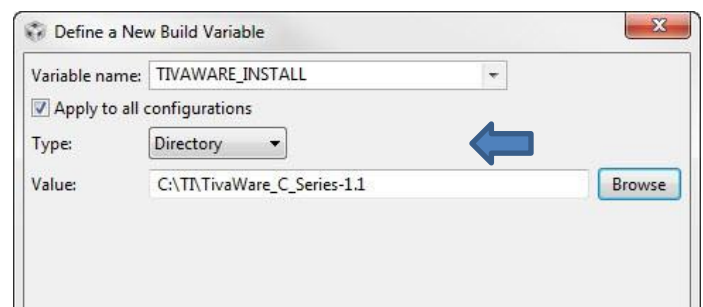 Define a New Build Variable
Variable name: TIVAWARE_INSTALL
Apply to all configurations
Type: Directory
Value: C:\TI\TivaWare_C_Series-1.1 Browse